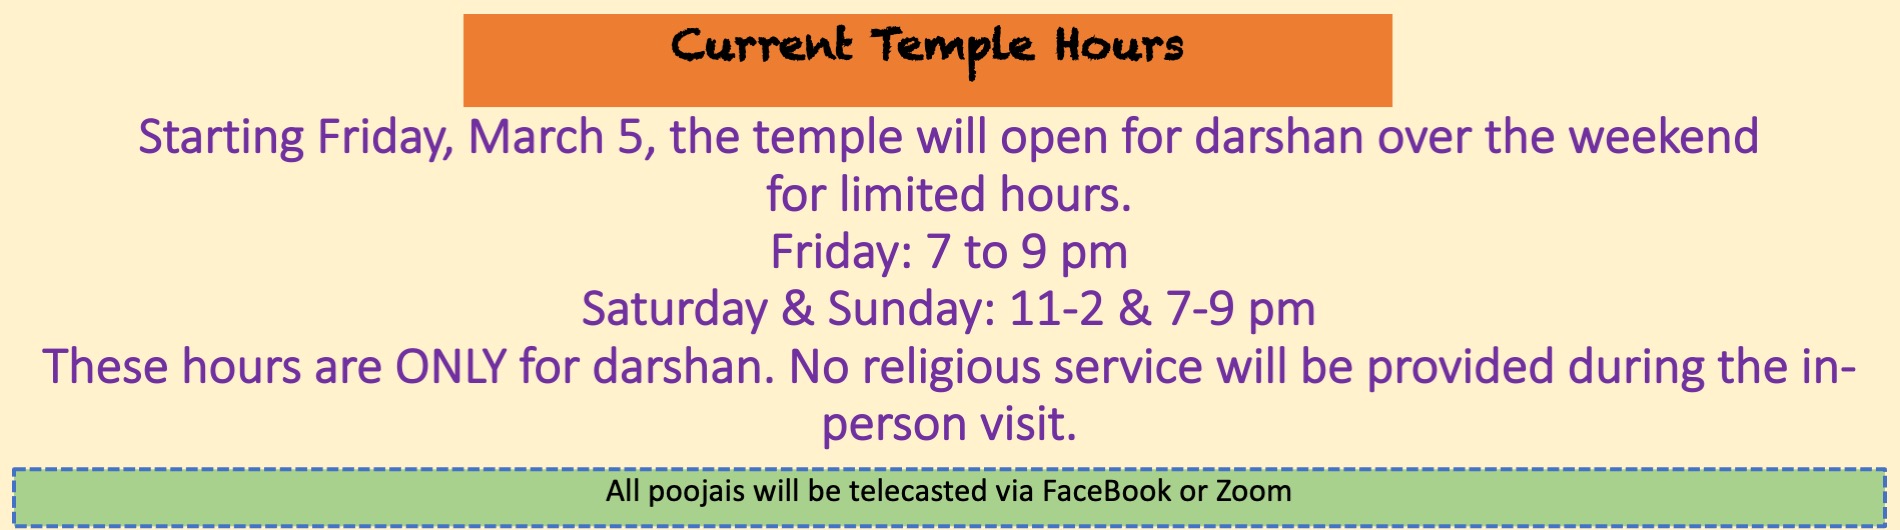 Current Temple Hours
Starting Friday, March 5, the temple will open for darshan over the weekend
for limited hours.
Friday: 7 to 9 pm
Saturday & Sunday: 11-2 & 7-9 pm
These hours are ONLY for darshan. No religious service will be provided during the in-
person visit.
All poojais will be telecasted via FaceBook or Zoom